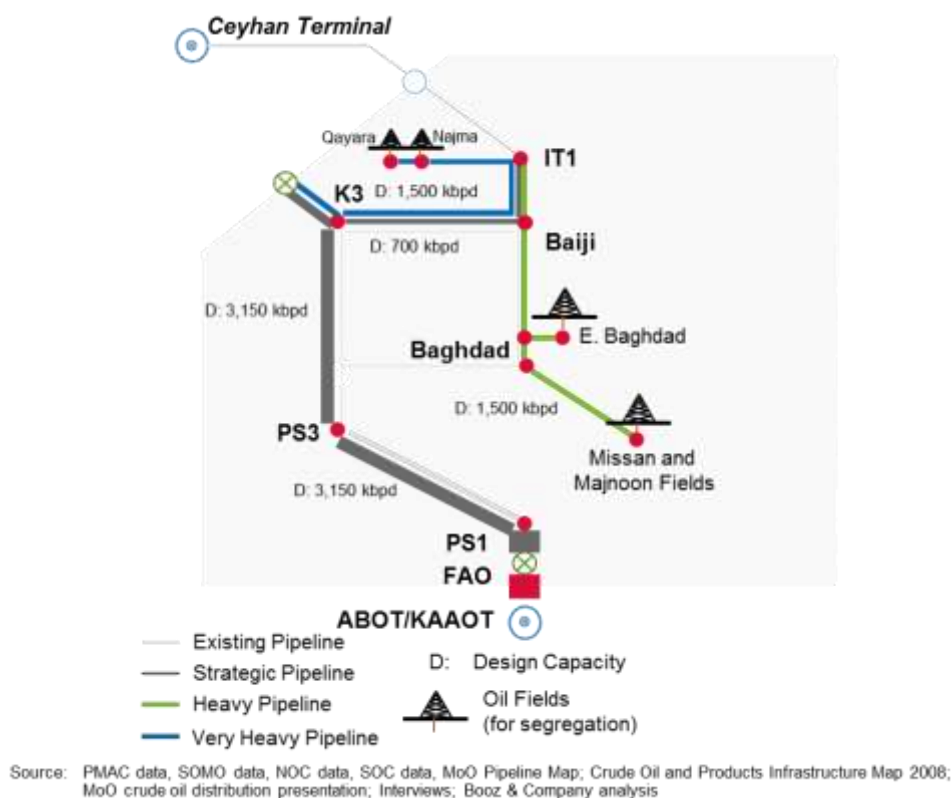 Ceyhan Terminal
Qayara
Najma
IT1
K3
D: 1,500 kbpd
Baiji
D: 700 kbpd
D: 3,150 kbpd
E. Baghdad
Baghdad
D: 1,500 kbpd
PS3
Missan and
Majnoon Fields
D: 3,150 kbpd
PS1
FAO
ABOT/KAAOT
Existing Pipeline
Strategic Pipeline
Heavy Pipeline
Very Heavy Pipeline
D: Design Capacity
Oil Fields
(for segregation)
Source: PMAC data, SOMO data, NOC data, SOC data, MoO Pipeline Map; Crude Oil and Products Infrastructure Map 2008;
MoO crude oil distribution presentation; Interviews; Booz & Company analysis